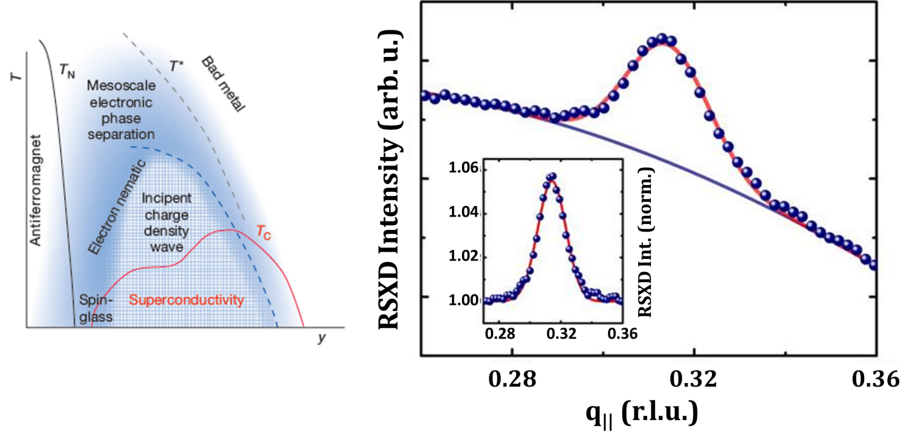 T
T_N
T*
Bad metal
Mesoscale
electronic
phase
separation
Antiferromagnet
Electron nematic
Incipent
charge
density
wave
T_C
Spin-
glass
Superconductivity
y
RSXD Intensity (arb. u.)
1.06
1.04
1.02
1.00
0.28
0.32
0.36
RSXD Int. (norm.)
0.28
0.32
0.36
q|| (r.l.u.)